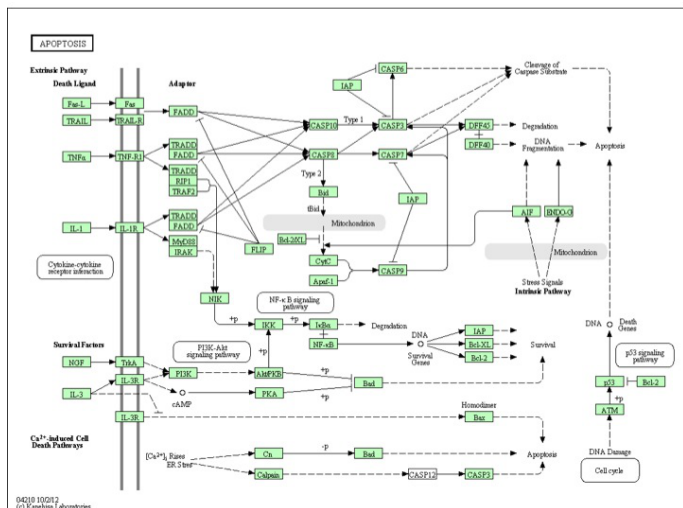 APOPTOSIS
Extrinsic Pathway
Death Ligand
Adaptor
Fas-L
Fas
FADD
TRAIL
TRAIL-R
TNFα
TNF-R1
TRADD
FADD
TRADD
RIP1
TRAF2
IL-1
IL-1R
TRADD
FADD
MyD88
IRAK
Cytokine-cytokine
receptor interaction
CASP10
Type 1
CASP3
CASP6
IAP
CASP8
CASP7
Type 2
Bid
tBid
Mitochondrion
IAP
FLIP
CytC
Apaf-1
CASP9
DFF45
DFF40
Degradation
DNA
Fragmentation
Cleavage of
Caspase Substrate
Apoptosis
AIF
ENDO-G
Mitochondrion
Stress Signals
Intrinsic Pathway
NIK
+p
NF-κ B signaling
pathway
IKK
+p
IκBα
Degradation
NF-κB
DNA
Survival
Genes
IAP
Bcl-XL
Bcl-2
Survival
DNA
Death
Genes
p53 signaling
pathway
p53
Bcl-2
+p
ATM
DNA Damage
Cell cycle
Survival Factors
PI3K-Akt
signaling pathway
+p
NGF
TrkA
PI3K
Akt/PKB
+p
Bad
IL-3
IL-3R
cAMP
PKA
+p
IL-3R
Homodimer
Bax
Ca²⁺-induced Cell
Death Pathways
[Ca²⁺]i Rises
ER Stress
Cn
-p
Bad
Apoptosis
Calpain
CASP12
CASP3
04210 10/2/12
(c) Kanehisa Laboratories